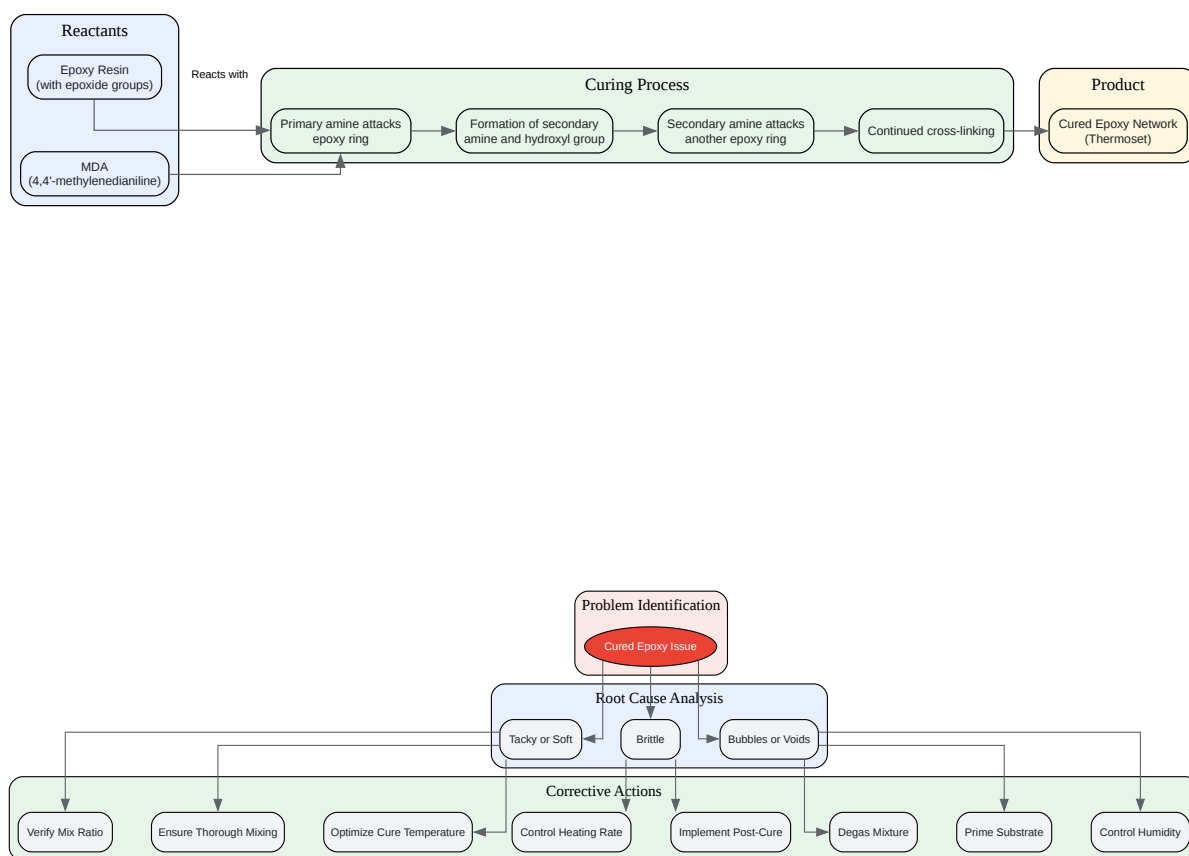 Reactants
Epoxy Resin
(with epoxide groups)
MDA
(4,4'-methylenedianiline)
Reacts with
Curing Process
Primary amine attacks
epoxy ring
Formation of secondary
amine and hydroxyl group
Secondary amine attacks
another epoxy ring
Continued cross-linking
Product
Cured Epoxy Network
(Thermoset)
Problem Identification
Cured Epoxy Issue
Root Cause Analysis
Tacky or Soft
Brittle
Bubbles or Voids
Corrective Actions
Verify Mix Ratio
Ensure Thorough Mixing
Optimize Cure Temperature
Control Heating Rate
Implement Post-Cure
Degas Mixture
Prime Substrate
Control Humidity